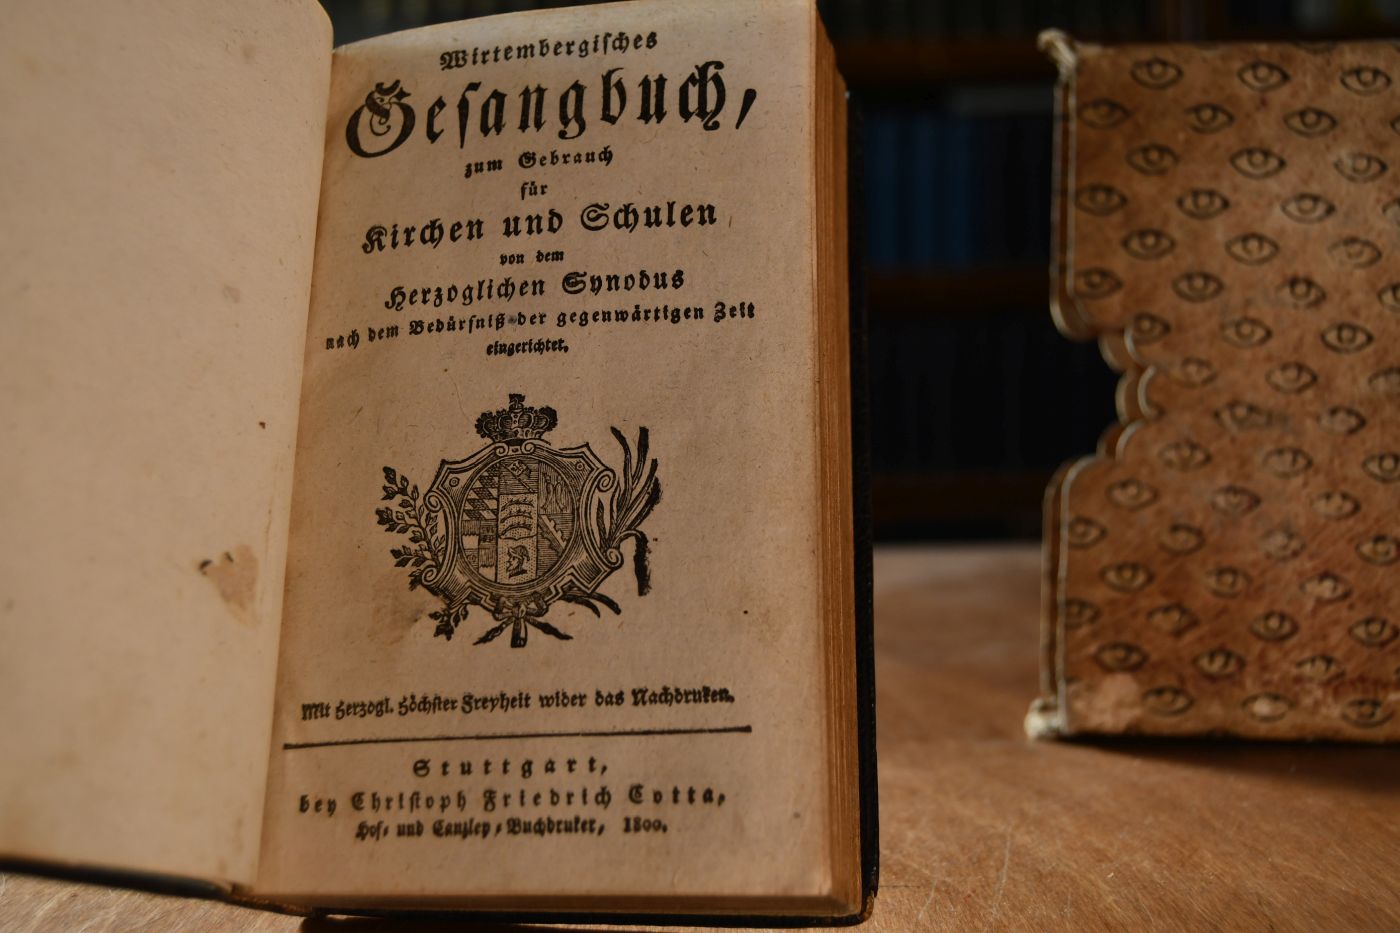 Wirtembergisches
Gesangbuch,
zum Gebrauch
für
Kirchen und Schulen
von dem
Herzoglichen Synodus
nach dem Bedürfniß der gegenwärtigen Zeit
eingerichtet.
Mit Herzogl. Höchster Freyheit wider das Nachdruken.
Stuttgart,
bey Christoph Friedrich Cotta,
Hof- und Canzley-Buchdruker, 1800.